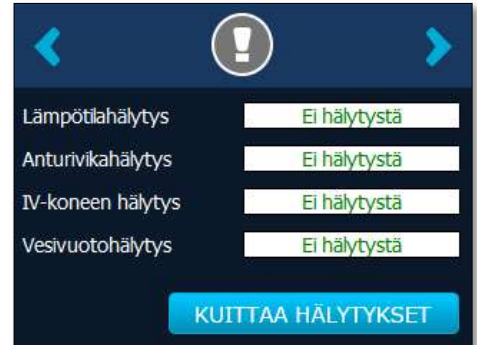 Lämpötilahälytys Ei hälytystä
Anturivikahälytys Ei hälytystä
IV-koneen hälytys Ei hälytystä
Vesivuotohälytys Ei hälytystä
KUITTAA HÄLYTYKSET